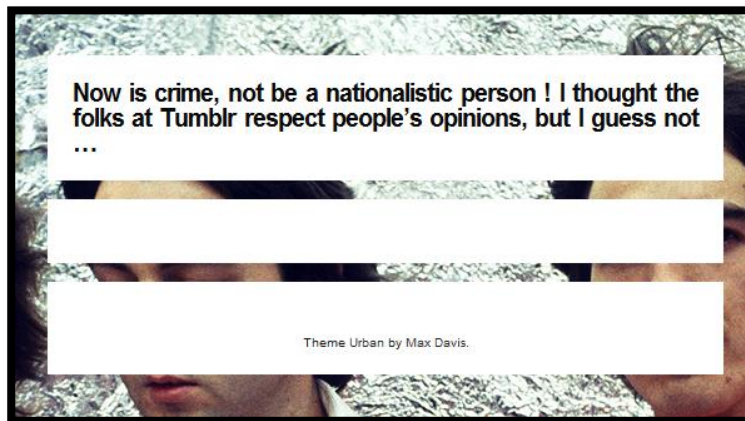 Now is crime, not be a nationalistic person ! I thought the
folks at Tumblr respect people's opinions, but I guess not
...
Theme Urban by Max Davis.